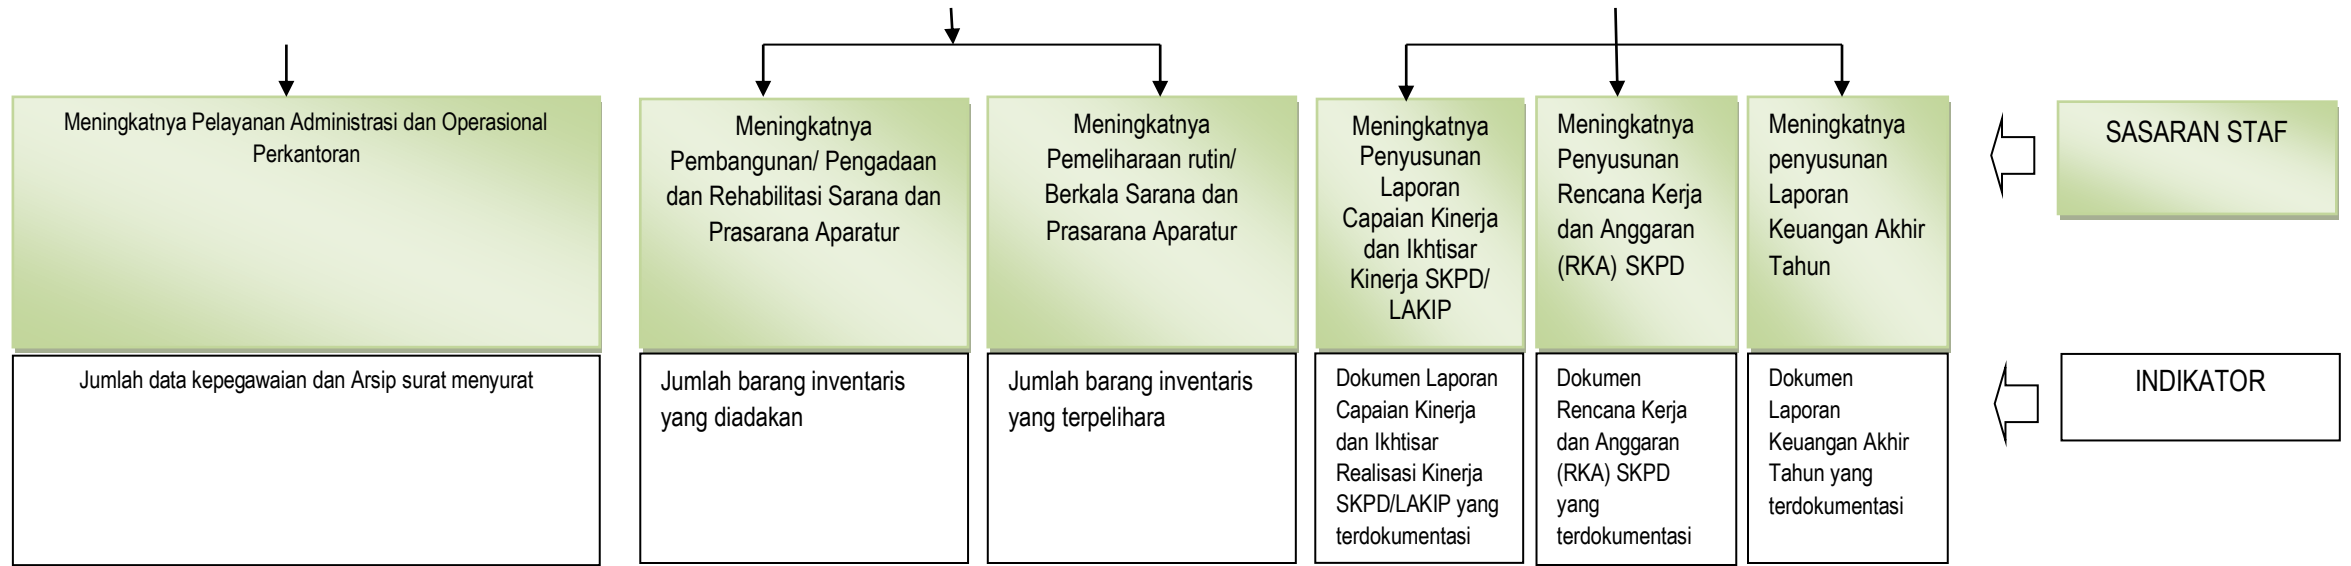 Meningkatnya Pelayanan Administrasi dan Operasional
Perkantoran
Meningkatnya
Pembangunan/ Pengadaan
dan Rehabilitasi Sarana dan
Prasarana Aparatur
Meningkatnya
Pemeliharaan rutin/
Berkala Sarana dan
Prasarana Aparatur
Meningkatnya
Penyusunan
Laporan
Capaian Kinerja
dan Ikhtisar
Kinerja SKPD/
LAKIP
Meningkatnya
Penyusunan
Rencana Kerja
dan Anggaran
(RKA) SKPD
Meningkatnya
penyusunan
Laporan
Keuangan Akhir
Tahun
SASARAN STAF
Jumlah data kepegawaian dan Arsip surat menyurat
Jumlah barang inventaris
yang diadakan
Jumlah barang inventaris
yang terpelihara
Dokumen Laporan
Capaian Kinerja
dan Ikhtisar
Realisasi Kinerja
SKPD/LAKIP yang
terdokumentasi
Dokumen
Rencana Kerja
dan Anggaran
(RKA) SKPD
yang
terdokumentasi
Dokumen
Laporan
Keuangan Akhir
Tahun yang
terdokumentasi
INDIKATOR